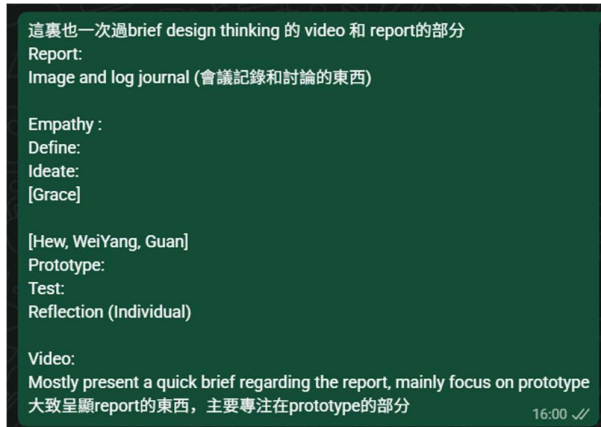 這裏也一次過brief design thinking 的 video 和 report的部分
Report:
Image and log journal (會議記錄和討論的東西)
Empathy :
Define:
Ideate:
[Grace]
[Hew, WeiYang, Guan]
Prototype:
Test:
Reflection (Individual)
Video:
Mostly present a quick brief regarding the report, mainly focus on prototype
大致呈顯report的東西，主要專注在prototype的部分
16:00